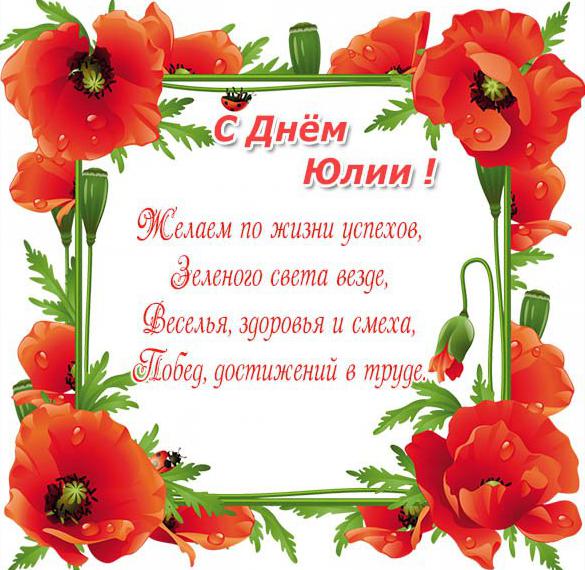 С Днём
Юлии !
Желаем по жизни успехов,
Зеленого света везде,
Веселья, здоровья и смеха,
Побед, достижений в труде.